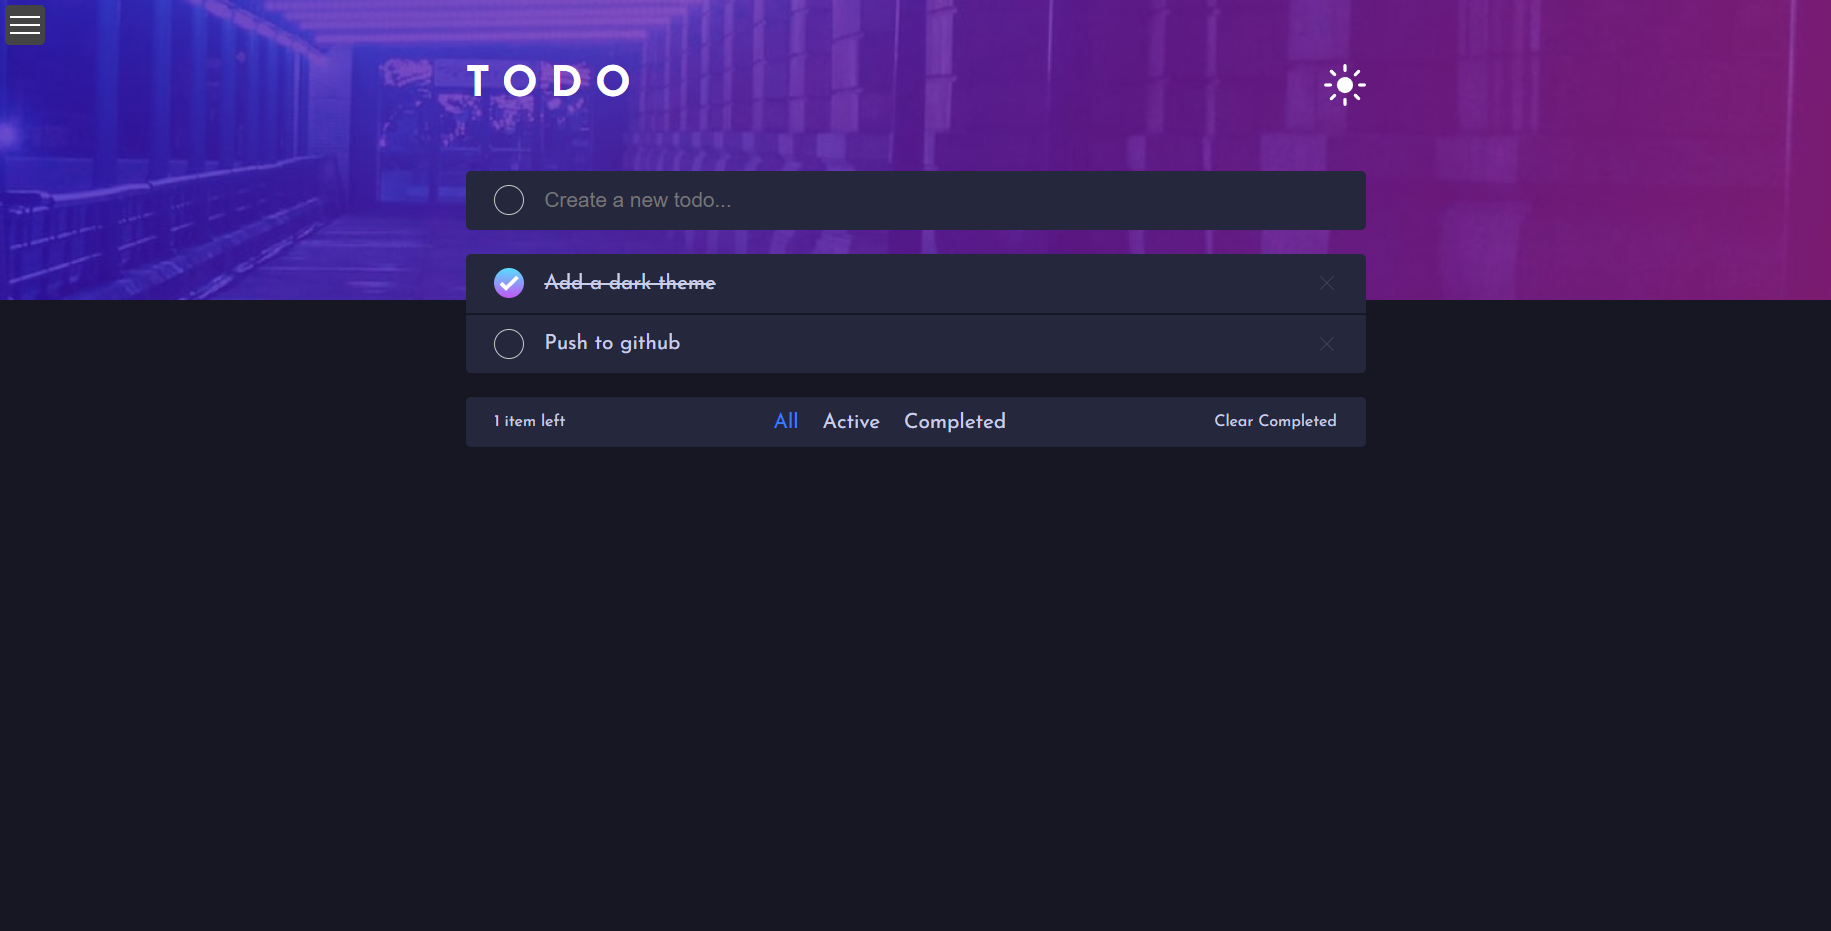 TODO
Create a new todo...
Add a dark theme
Push to github
1 item left All Active Completed Clear Completed